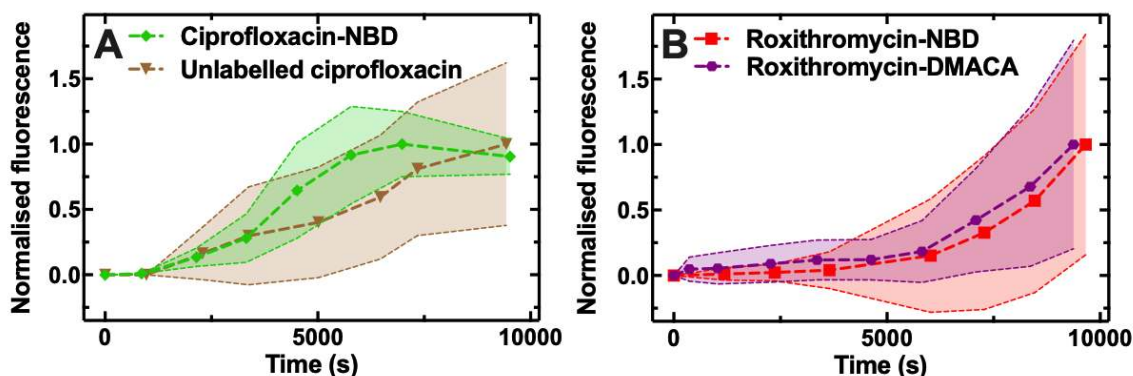 A
Ciprofloxacin-NBD
Unlabelled ciprofloxacin
Normalised fluorescence
1.5
1.0
0.5
0.0
0
5000
10000
Time (s)
B
Roxithromycin-NBD
Roxithromycin-DMACA
Normalised fluorescence
1.5
1.0
0.5
0.0
0
5000
10000
Time (s)